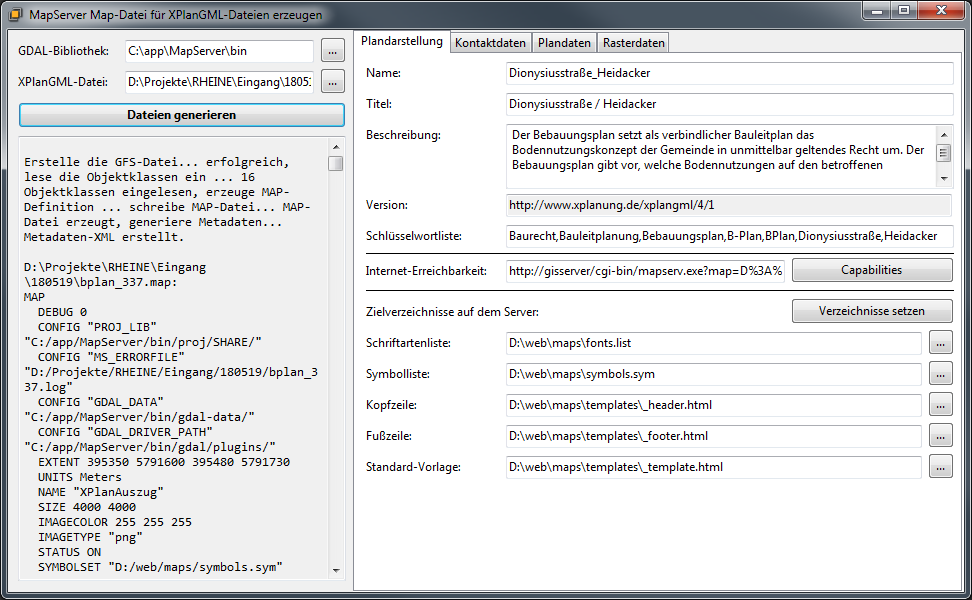 MapServer Map-Datei für XPlanGML-Dateien erzeugen
GDAL-Bibliothek: C:\app\MapServer\bin ...
XPlanGML-Datei: D:\Projekte\RHEINE\Eingang\1805: ...
Dateien generieren
Erstelle die GFS-Datei... erfolgreich,
lese die Objektklassen ein ... 16
Objektklassen eingelesen, erzeuge MAP-
Definition ... schreibe MAP-Datei... MAP-
Datei erzeugt, generiere Metadaten...
Metadaten-XML erstellt.
D:\Projekte\RHEINE\Eingang
\180519\bplan_337.map:
MAP
DEBUG 0
CONFIG "PROJ_LIB"
"C:/app/MapServer/bin/proj/SHARE/"
CONFIG "MS_ERRORFILE"
"D:/Projekte/RHEINE/Eingang/180519/bplan_3
37.log"
CONFIG "GDAL_DATA"
"C:/app/MapServer/bin/gdal-data/"
CONFIG "GDAL_DRIVER_PATH"
"C:/app/MapServer/bin/gdal/plugins/"
EXTENT 395350 5791600 395480 5791730
UNITS Meters
NAME "XPlanAuszug"
SIZE 4000 4000
IMAGECOLOR 255 255 255
IMAGETYPE "png"
STATUS ON
SYMBOLSET "D:/web/maps/symbols.sym"
Plandarstellung Kontaktdaten Plandaten Rasterdaten
Name: Dionysiusstraße_Heidacker
Titel: Dionysiusstraße / Heidacker
Beschreibung: Der Bebauungsplan setzt als verbindlicher Bauleitplan das
Bodennutzungskonzept der Gemeinde in unmittelbar geltendes Recht um. Der
Bebauungsplan gibt vor, welche Bodennutzungen auf den betroffenen
Version: http://www.xplanung.de/xplangml/4/1
Schlüsselwortliste: Baurecht,Bauleitplanung,Bebauungsplan,B-Plan,BPlan,Dionysiusstraße,Heidacker
Internet-Erreichbarkeit: http://gisserver/cgi-bin/mapserv.exe?map=D%3A% Capabilities
Zielverzeichnisse auf dem Server: Verzeichnisse setzen
Schriftartenliste: D:\web\maps\fonts.list ...
Symbolliste: D:\web\maps\symbols.sym ...
Kopfzeile: D:\web\maps\templates\_header.html ...
Fußzeile: D:\web\maps\templates\_footer.html ...
Standard-Vorlage: D:\web\maps\templates\_template.html ...